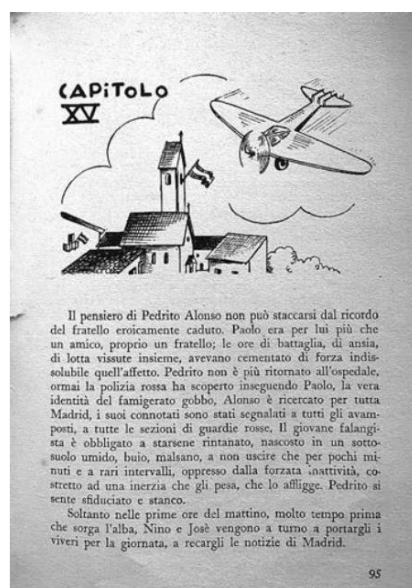 CAPiToLo
XV
Il pensiero di Pedrito Alonso non può staccarsi dal ricordo
del fratello eroicamente caduto. Paolo era per lui più che
un amico, proprio un fratello; le ore di battaglia, di ansia,
di lotta vissute insieme, avevano cementato di forza indis-
solubile quell'affetto. Pedrito non è più ritornato all'ospedale,
ormai la polizia rossa ha scoperto inseguendo Paolo, la vera
identità del famigerato gobbo, Alonso è ricercato per tutta
Madrid, i suoi connotati sono stati segnalati a tutti gli avam-
posti, a tutte le sezioni di guardie rosse. Il giovane falangi-
sta è obbligato a starsene rintanato, nascosto in un sotto-
suolo umido, buio, malsano, a non uscire che per pochi mi-
nuti e a rari intervalli, oppresso dalla forzata inattività, co-
stretto ad una inerzia che gli pesa, che lo affligge. Pedrito si
sente sfiduciato e stanco.
Soltanto nelle prime ore del mattino, molto tempo prima
che sorga l'alba, Nino e Josè vengono a turno a portargli i
viveri per la giornata, a recargli le notizie di Madrid.
95